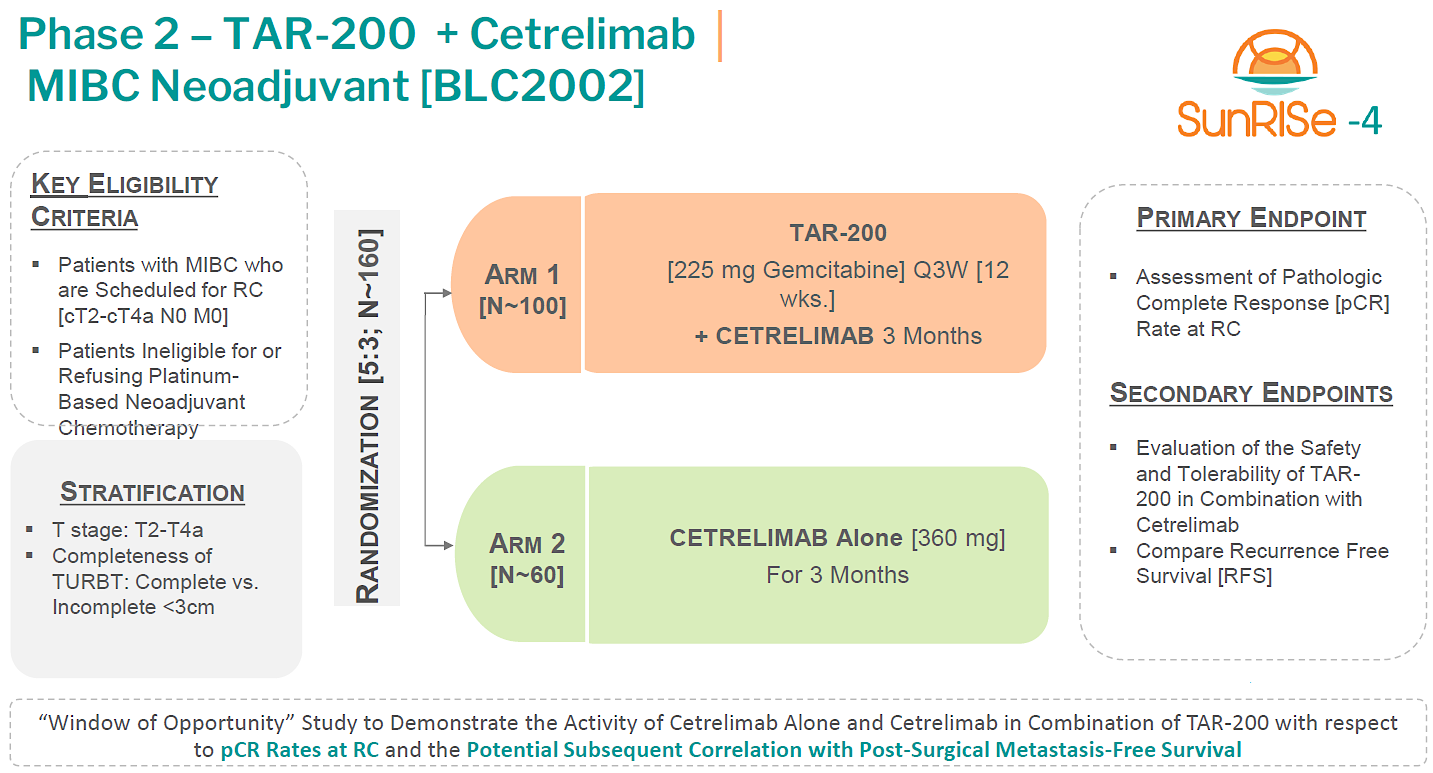 Phase 2 – TAR-200 + Cetrelimab |
MIBC Neoadjuvant [BLC2002]
SunRISe -4
KEY ELIGIBILITY
CRITERIA
▪ Patients with MIBC who
are Scheduled for RC
[cT2-cT4a N0 M0]
▪ Patients Ineligible for or
Refusing Platinum-
Based Neoadjuvant
Chemotherapy
STRATIFICATION
▪ T stage: T2-T4a
▪ Completeness of
TURBT: Complete vs.
Incomplete <3cm
RANDOMIZATION [5:3; N~160]
ARM 1
[N~100]
TAR-200
[225 mg Gemcitabine] Q3W [12
wks.]
+ CETRELIMAB 3 Months
ARM 2
[N~60]
CETRELIMAB Alone [360 mg]
For 3 Months
PRIMARY ENDPOINT
▪ Assessment of Pathologic
Complete Response [pCR]
Rate at RC
SECONDARY ENDPOINTS
▪ Evaluation of the Safety
and Tolerability of TAR-
200 in Combination with
Cetrelimab
▪ Compare Recurrence Free
Survival [RFS]
“Window of Opportunity” Study to Demonstrate the Activity of Cetrelimab Alone and Cetrelimab in Combination of TAR-200 with respect
to pCR Rates at RC and the Potential Subsequent Correlation with Post-Surgical Metastasis-Free Survival